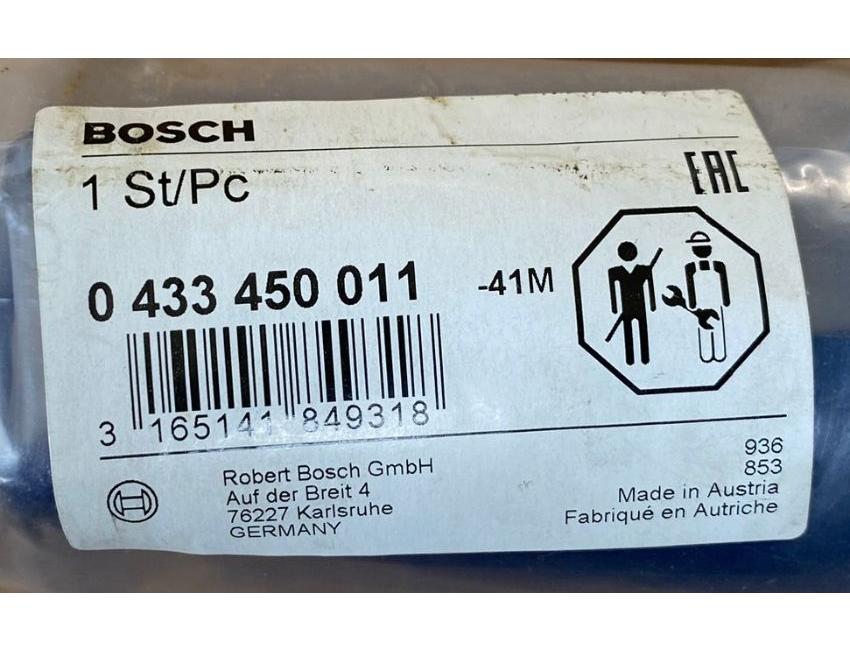 BOSCH
1 St/Pc
EAC
0 433 450 011 -41M
3 165141 849318
Robert Bosch GmbH
Auf der Breit 4
76227 Karlsruhe
GERMANY
936
853
Made in Austria
Fabriqué en Autriche